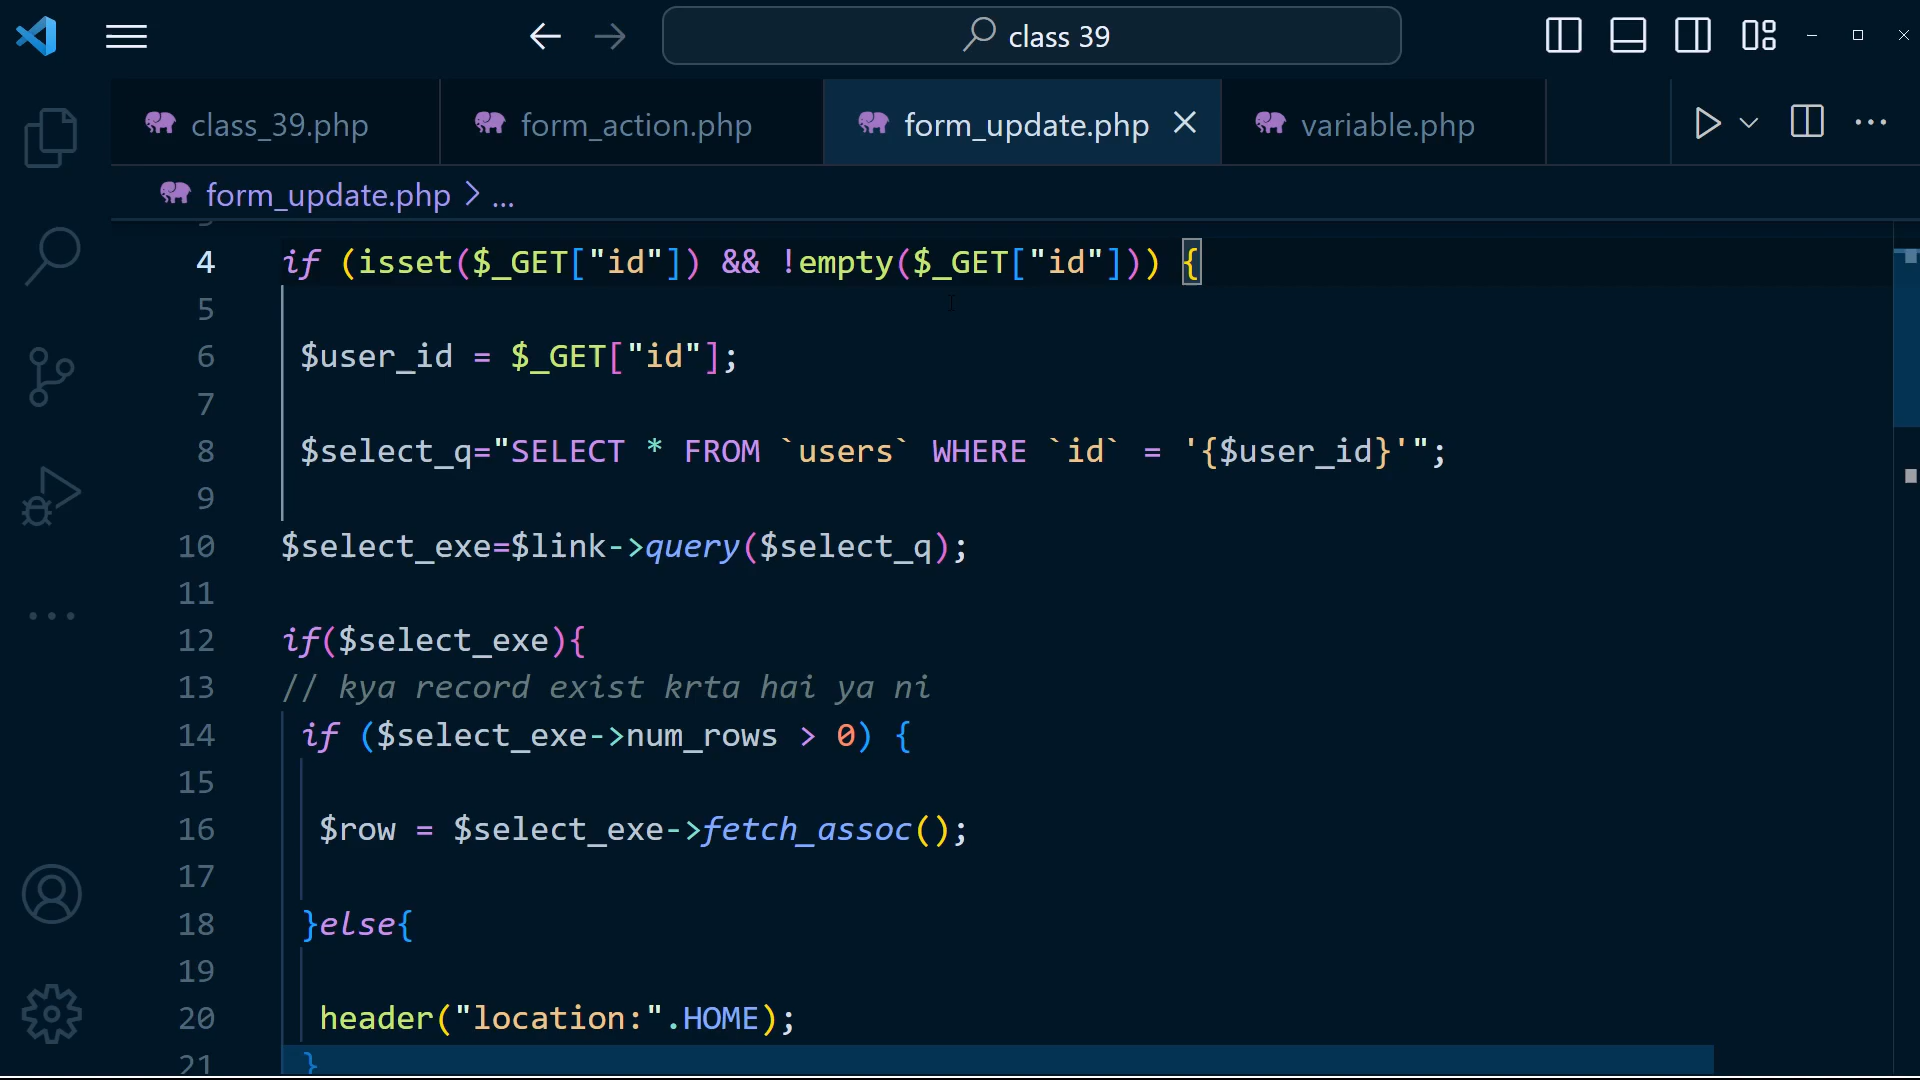 class 39
class_39.php
form_action.php
form_update.php
variable.php
form_update.php > ...
4 if (isset($_GET["id"]) && !empty($_GET["id"])) {
5
6 $user_id = $_GET["id"];
7
8 $select_q="SELECT * FROM `users` WHERE `id` = '{$user_id}'";
9
10 $select_exe=$link->query($select_q);
11
12 if($select_exe){
13 // kya record exist krta hai ya ni
14 if ($select_exe->num_rows > 0) {
15
16 $row = $select_exe->fetch_assoc();
17
18 }else{
19
20 header("location:".HOME);
21 }